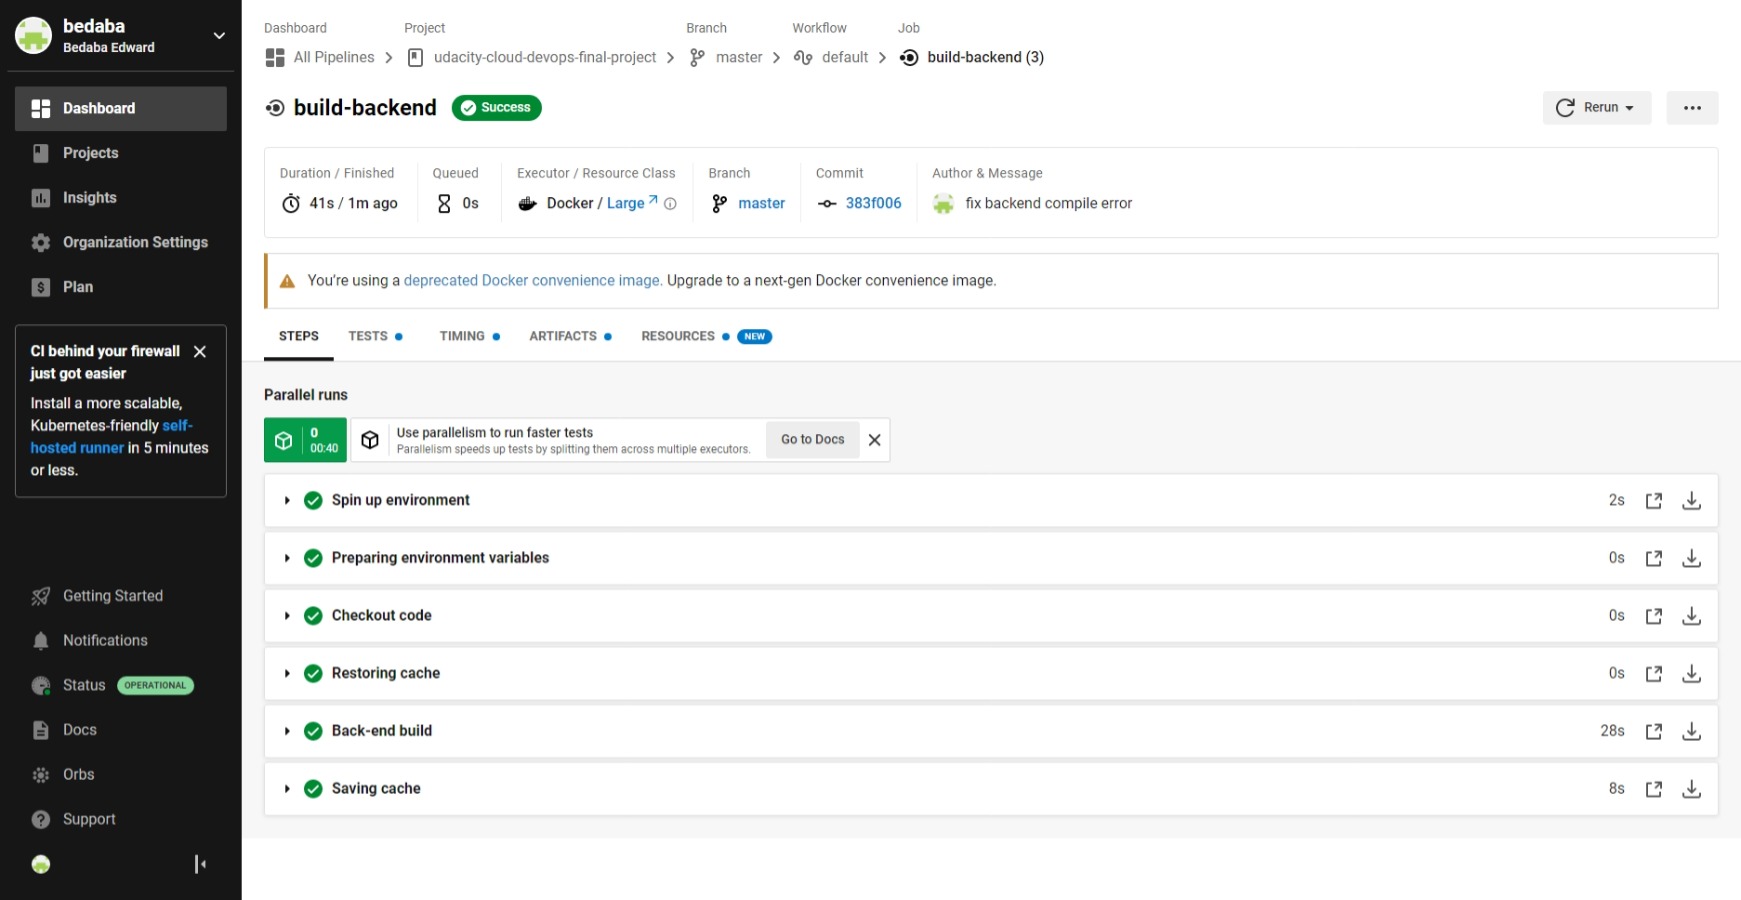 bedaba
Bedaba Edward
Dashboard
Projects
Insights
Organization Settings
Plan
CI behind your firewall
just got easier
Install a more scalable,
Kubernetes-friendly self-
hosted runner in 5 minutes
or less.
Getting Started
Notifications
Status OPERATIONAL
Docs
Orbs
Support
Dashboard Project Branch Workflow Job
All Pipelines udacity-cloud-devops-final-project master default build-backend (3)
build-backend Success
Rerun
Duration / Finished Queued Executor / Resource Class Branch Commit Author & Message
41s / 1m ago 0s Docker / Large master 383f006 fix backend compile error
You’re using a deprecated Docker convenience image. Upgrade to a next-gen Docker convenience image.
STEPS TESTS TIMING ARTIFACTS RESOURCES NEW
Parallel runs
0
00:40
Use parallelism to run faster tests
Parallelism speeds up tests by splitting them across multiple executors.
Go to Docs
Spin up environment 2s
Preparing environment variables 0s
Checkout code 0s
Restoring cache 0s
Back-end build 28s
Saving cache 8s